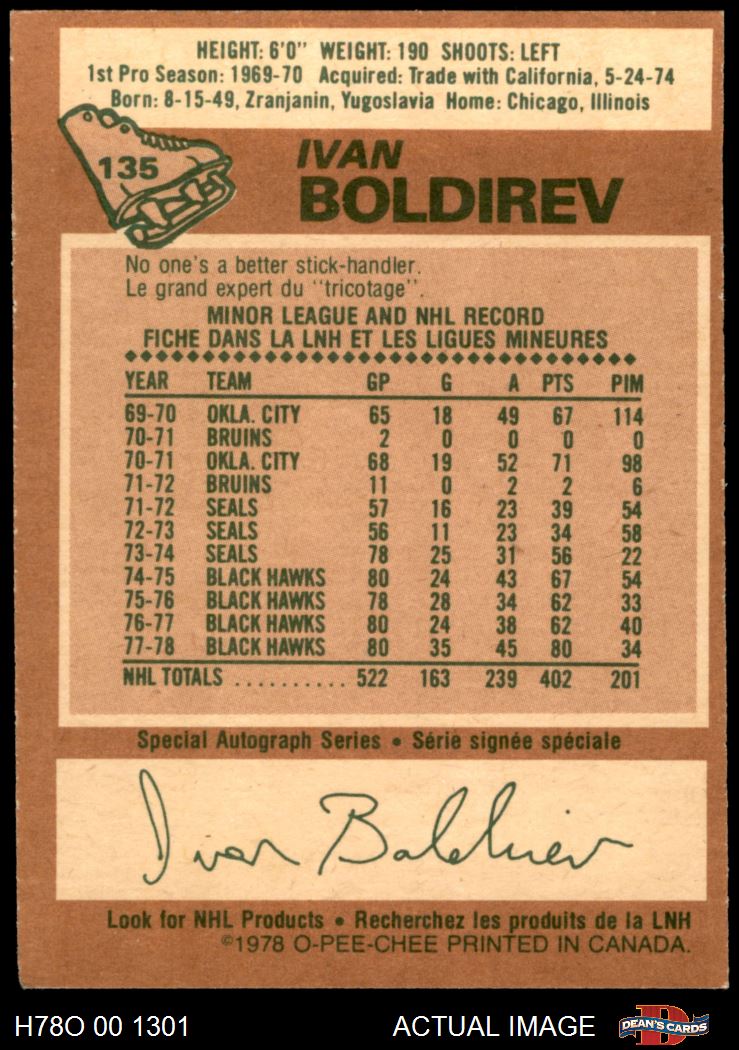 HEIGHT: 6'0" WEIGHT: 190 SHOOTS: LEFT
1st Pro Season: 1969-70 Acquired: Trade with California, 5-24-74
Born: 8-15-49, Zranjanin, Yugoslavia Home: Chicago, Illinois
135
IVAN
BOLDIREV
No one's a better stick-handler.
Le grand expert du "tricotage".
MINOR LEAGUE AND NHL RECORD
FICHE DANS LA LNH ET LES LIGUES MINEURES
YEAR TEAM GP G A PTS PIM
69-70 OKLA. CITY 65 18 49 67 114
70-71 BRUINS 2 0 0 0 0
70-71 OKLA. CITY 68 19 52 71 98
71-72 BRUINS 11 0 2 2 6
71-72 SEALS 57 16 23 39 54
72-73 SEALS 56 11 23 34 58
73-74 SEALS 78 25 31 56 22
74-75 BLACK HAWKS 80 24 43 67 54
75-76 BLACK HAWKS 78 28 34 62 33
76-77 BLACK HAWKS 80 24 38 62 40
77-78 BLACK HAWKS 80 35 45 80 34
NHL TOTALS .......... 522 163 239 402 201
Special Autograph Series • Série signée spéciale
Ivan Boldirev
Look for NHL Products • Recherchez les produits de la LNH
©1978 O-PEE-CHEE PRINTED IN CANADA.
H78O 00 1301 ACTUAL IMAGE D DEAN'S CARDS